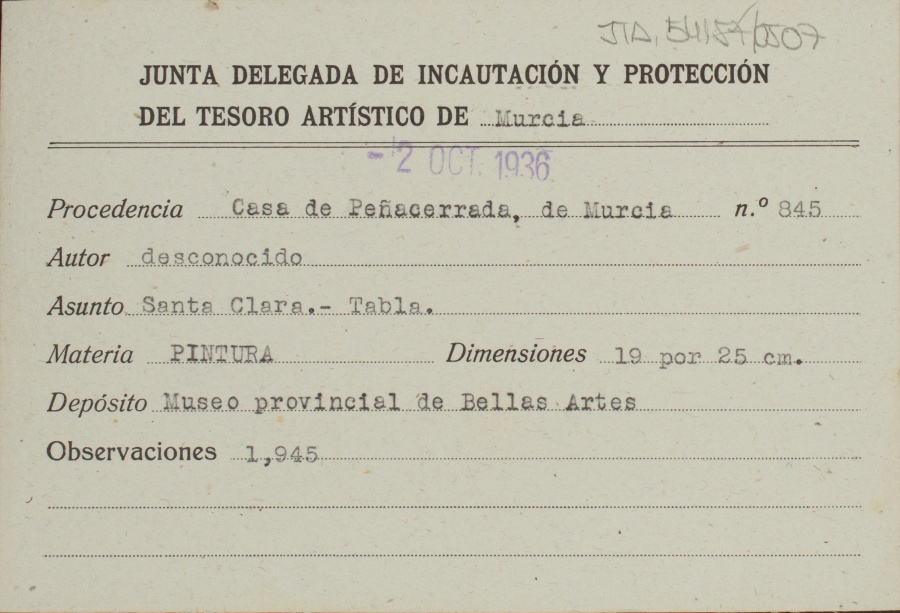 JTA, 54157/0507
JUNTA DELEGADA DE INCAUTACIÓN Y PROTECCIÓN
DEL TESORO ARTÍSTICO DE Murcia
- 2 OCT. 1936
Procedencia Casa de Peñacerrada, de Murcia n.º 845
Autor desconocido
Asunto Santa Clara.- Tabla.
Materia PINTURA Dimensiones 19 por 25 cm.
Depósito Museo provincial de Bellas Artes
Observaciones 1,945